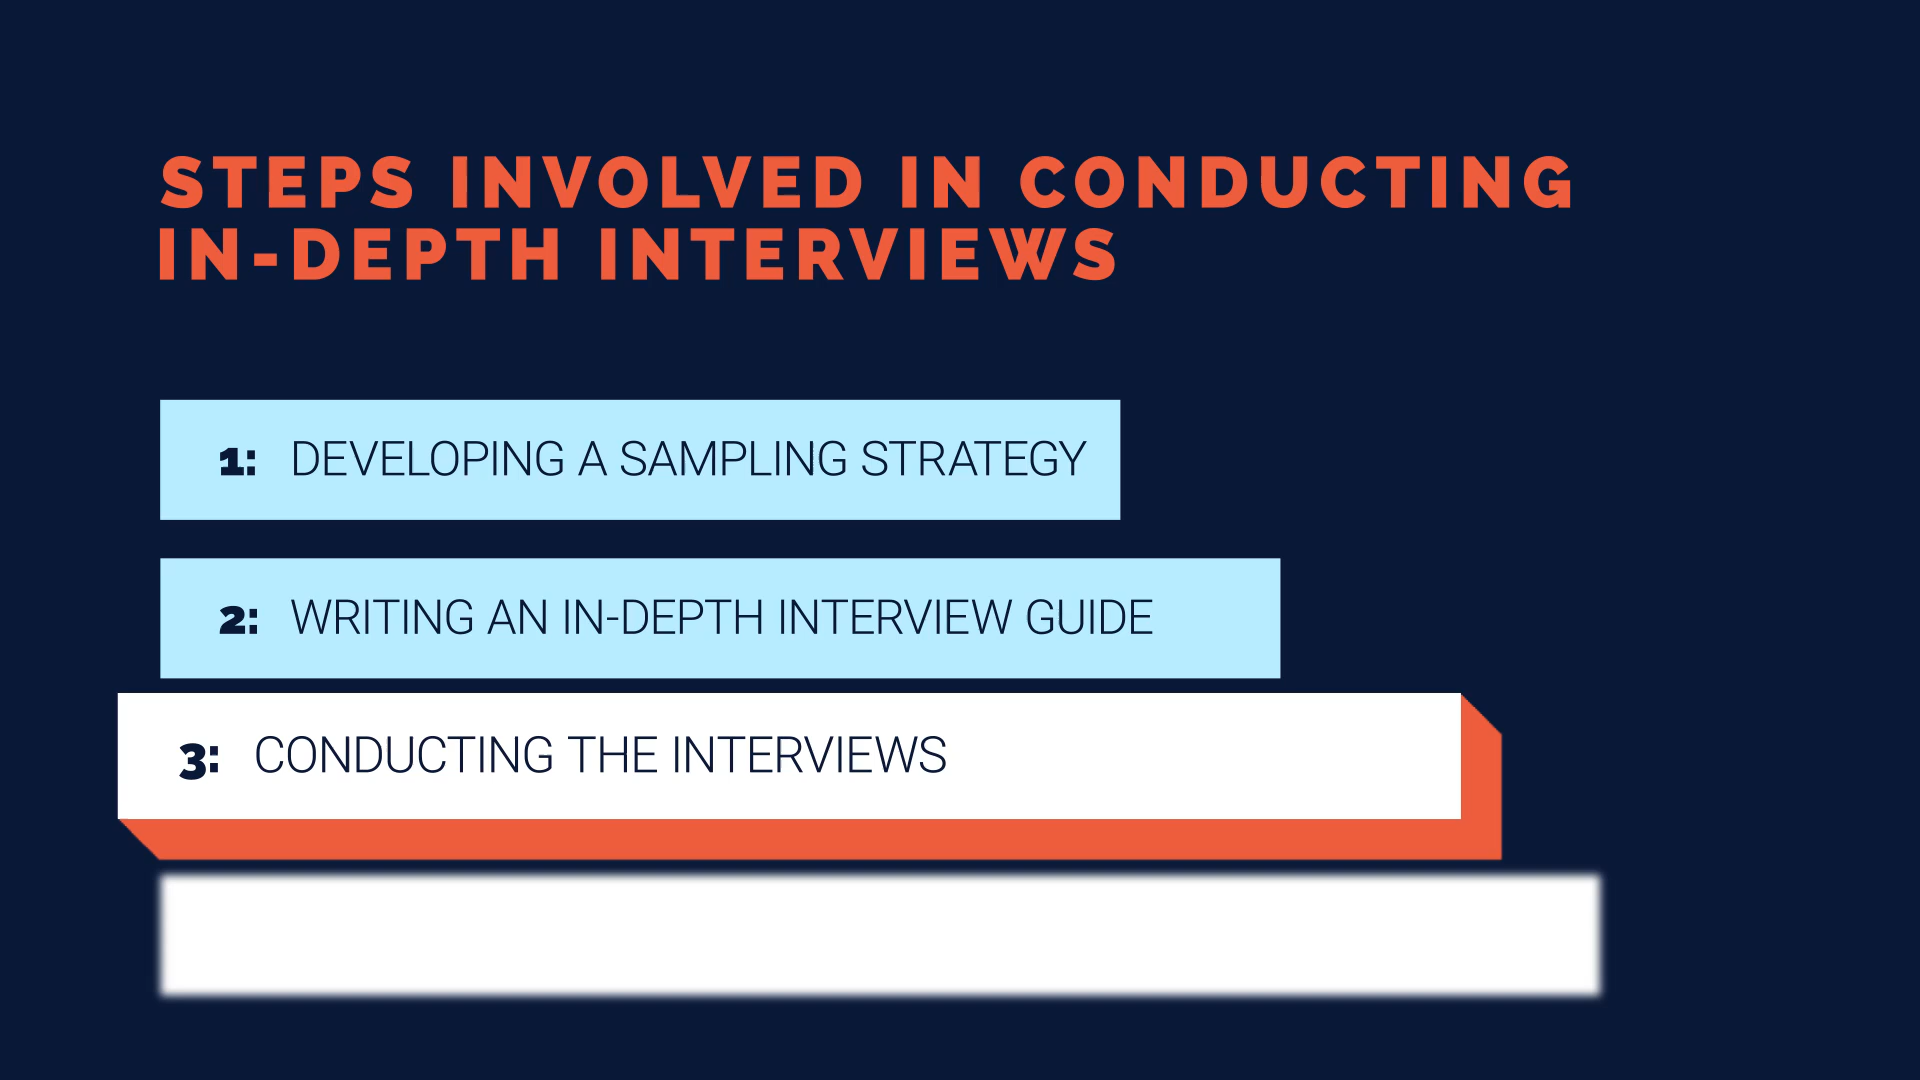 STEPS INVOLVED IN CONDUCTING
IN-DEPTH INTERVIEWS
1: DEVELOPING A SAMPLING STRATEGY
2: WRITING AN IN-DEPTH INTERVIEW GUIDE
3: CONDUCTING THE INTERVIEWS